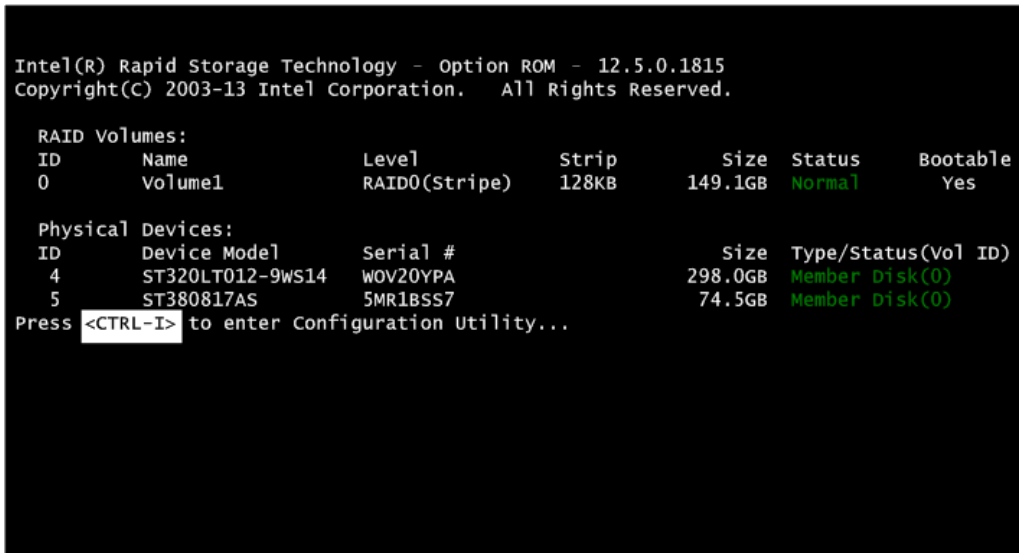 Intel(R) Rapid Storage Technology - Option ROM - 12.5.0.1815
Copyright(C) 2003-13 Intel Corporation. All Rights Reserved.
RAID Volumes:
ID Name Level Strip Size Status Bootable
0 Volume1 RAID0(Stripe) 128KB 149.1GB Normal Yes
Physical Devices:
ID Device Model Serial # Size Type/Status(Vol ID)
4 ST320LT012-9WS14 W0V20YPA 298.0GB Member Disk(0)
5 ST380817AS 5MR1BSS7 74.5GB Member Disk(0)
Press <CTRL-I> to enter Configuration Utility...